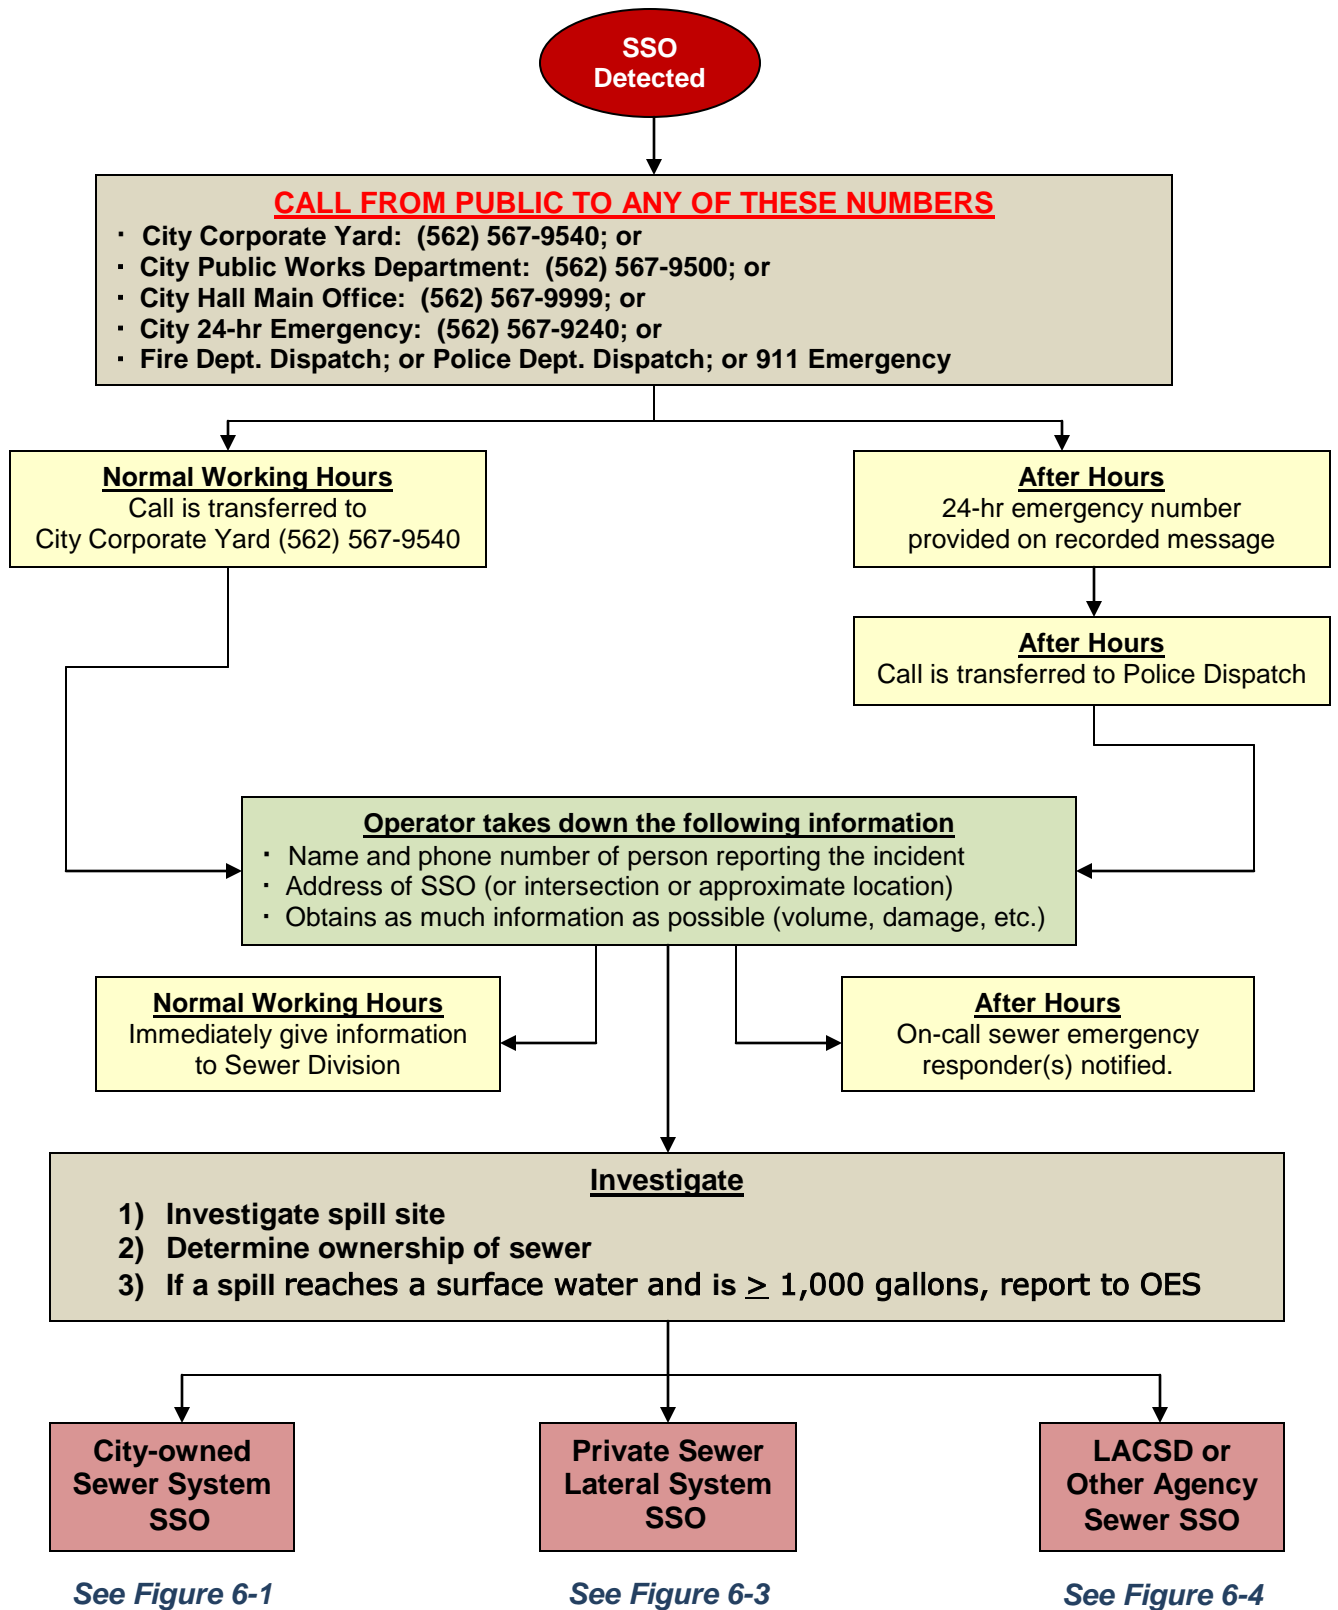 SSO
Detected
CALL FROM PUBLIC TO ANY OF THESE NUMBERS
· City Corporate Yard: (562) 567-9540; or
· City Public Works Department: (562) 567-9500; or
· City Hall Main Office: (562) 567-9999; or
· City 24-hr Emergency: (562) 567-9240; or
· Fire Dept. Dispatch; or Police Dept. Dispatch; or 911 Emergency
Normal Working Hours
Call is transferred to
City Corporate Yard (562) 567-9540
After Hours
24-hr emergency number
provided on recorded message
After Hours
Call is transferred to Police Dispatch
Operator takes down the following information
· Name and phone number of person reporting the incident
· Address of SSO (or intersection or approximate location)
· Obtains as much information as possible (volume, damage, etc.)
Normal Working Hours
Immediately give information
to Sewer Division
After Hours
On-call sewer emergency
responder(s) notified.
Investigate
1) Investigate spill site
2) Determine ownership of sewer
3) If a spill reaches a surface water and is ≥ 1,000 gallons, report to OES
City-owned
Sewer System
SSO
Private Sewer
Lateral System
SSO
LACSD or
Other Agency
Sewer SSO
See Figure 6-1
See Figure 6-3
See Figure 6-4